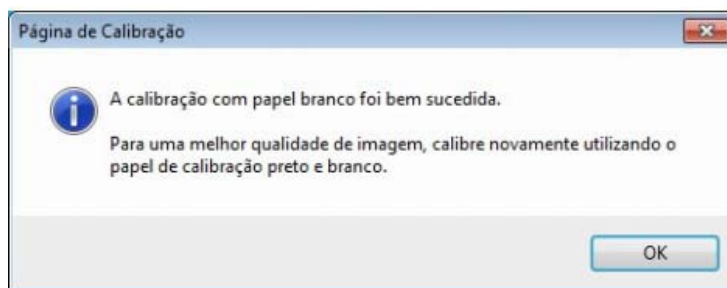 Página de Calibração
A calibração com papel branco foi bem sucedida.
Para uma melhor qualidade de imagem, calibre novamente utilizando o
papel de calibração preto e branco.
OK